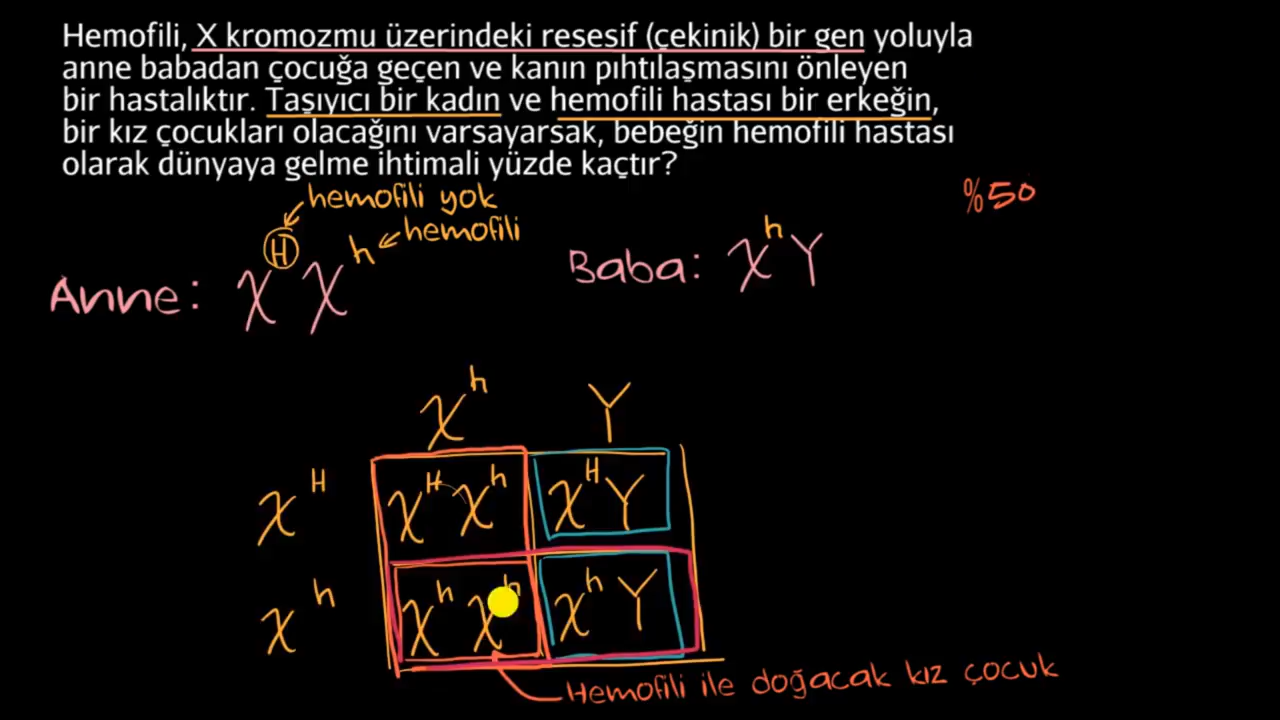 Hemofili, X kromozmu üzerindeki resesif (çekinik) bir gen yoluyla
anne babadan çocuğa geçen ve kanın pıhtılaşmasını önleyen
bir hastalıktır. Taşıyıcı bir kadın ve hemofili hastası bir erkeğin,
bir kız çocukları olacağını varsayarsak, bebeğin hemofili hastası
olarak dünyaya gelme ihtimali yüzde kaçtır?
%50
hemofili yok
hemofili
Anne: X^H X^h
Baba: X^h Y
X^h Y
X^H X^H X^h X^H Y
X^h X^h X^h X^h Y
Hemofili ile doğacak kız çocuk